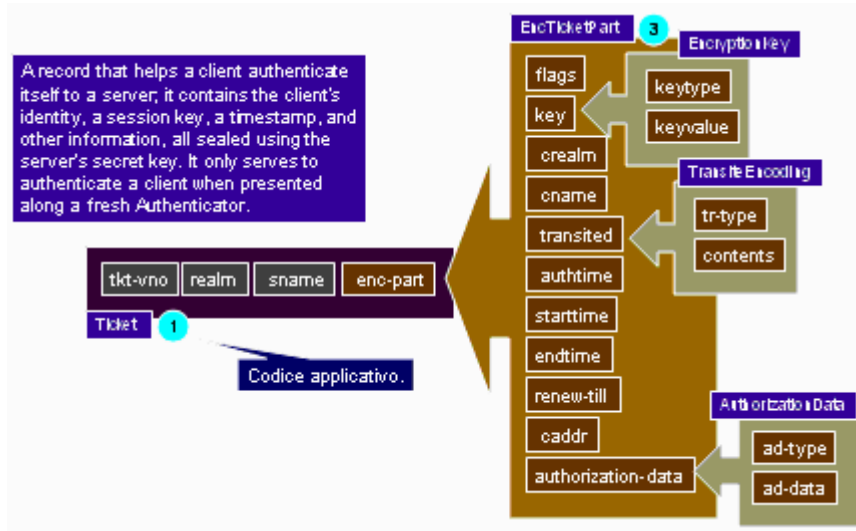 EncTicketPart 3
EncryptionKey
A record that helps a client authenticate
itself to a server; it contains the client's
identity, a session key, a timestamp, and
other information, all sealed using the
server's secret key. It only serves to
authenticate a client when presented
along a fresh Authenticator.
flags
key
crealm
cname
transited
authtime
starttime
endtime
renew-till
caddr
authorization-data
keytype
keyvalue
TransiteEncoding
tr-type
contents
tkt-vno realm sname enc-part
Ticket 1
Codice applicativo.
AuthorizationData
ad-type
ad-data